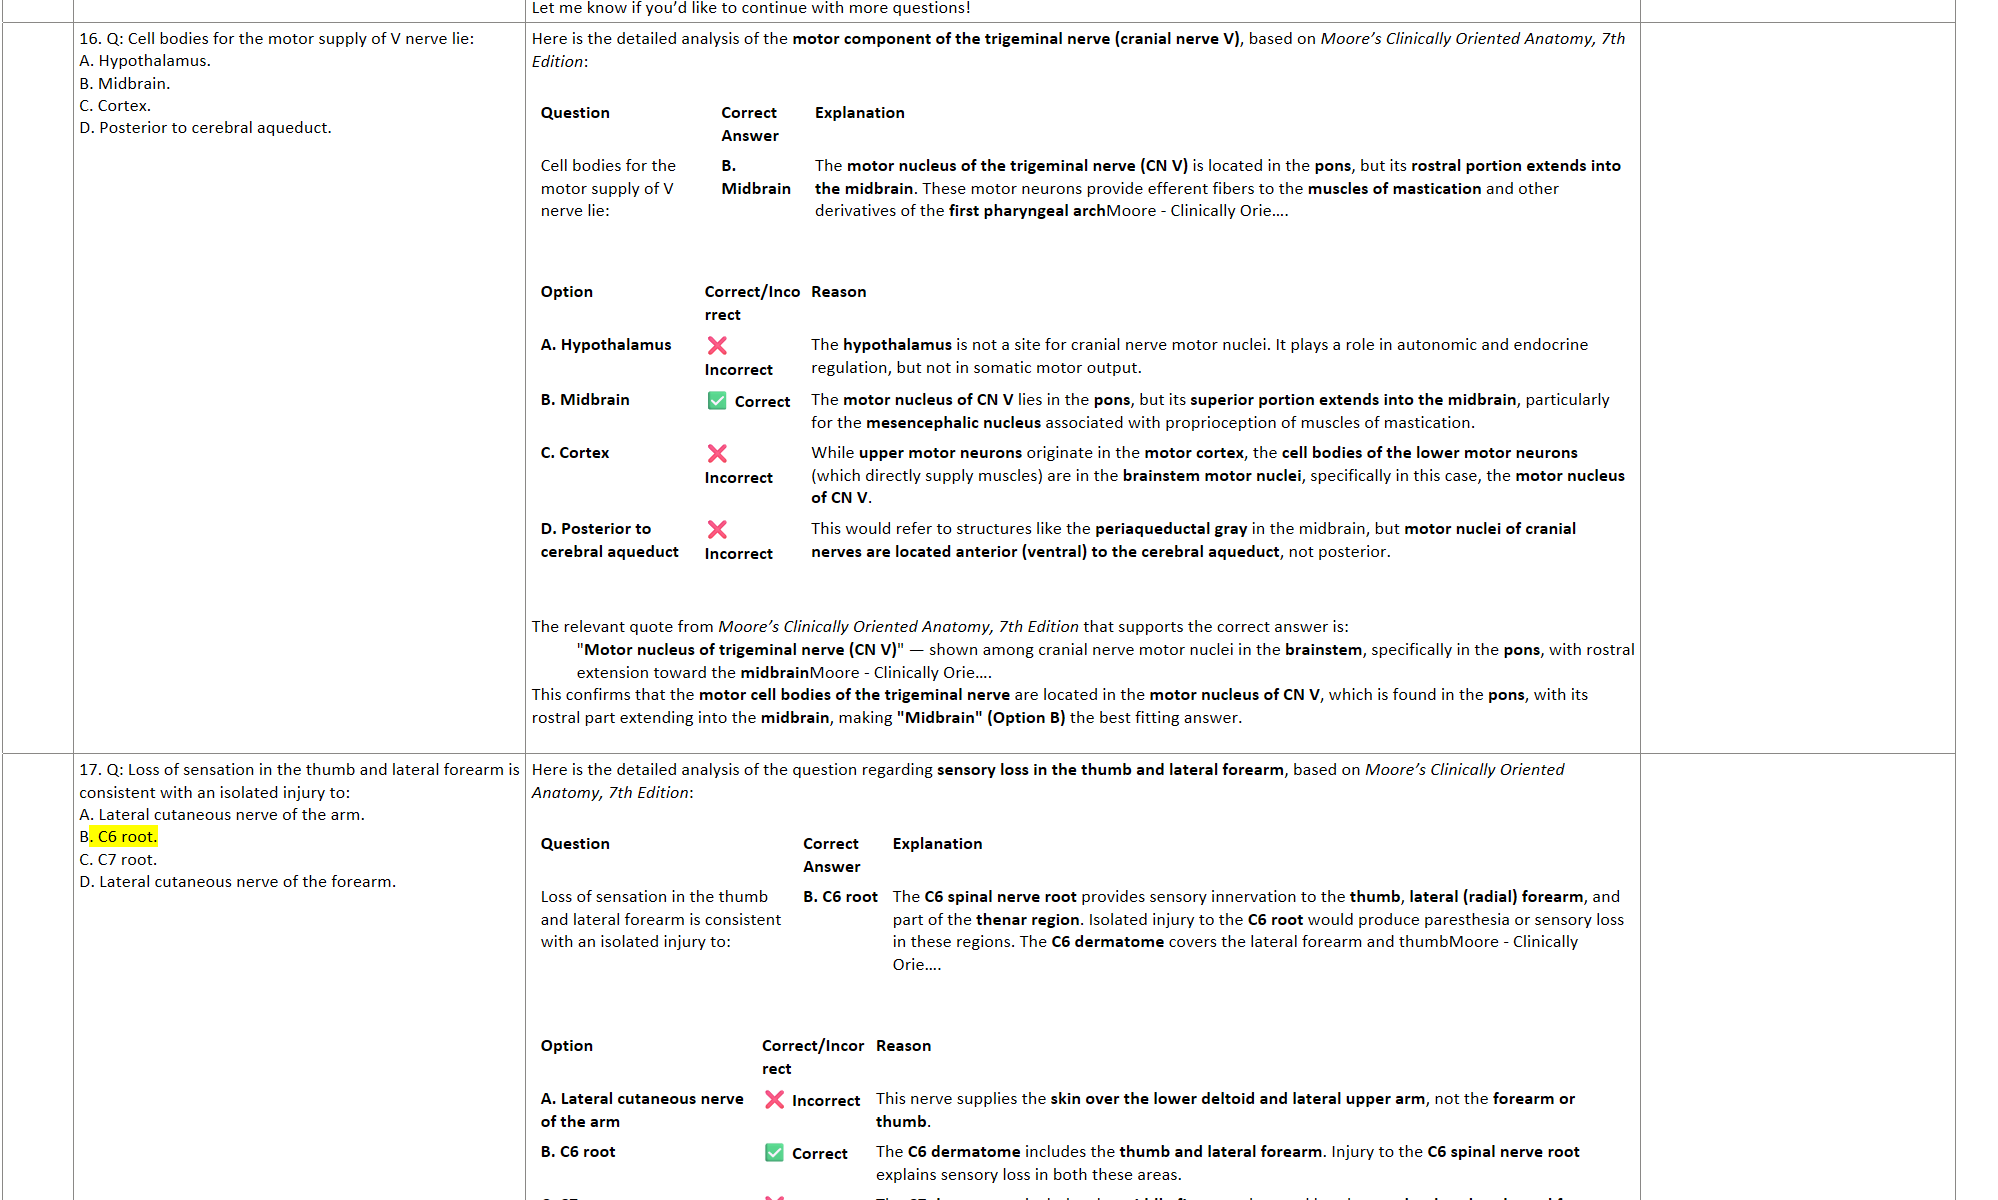 Let me know if you’d like to continue with more questions!
16. Q: Cell bodies for the motor supply of V nerve lie:
A. Hypothalamus.
B. Midbrain.
C. Cortex.
D. Posterior to cerebral aqueduct.
Here is the detailed analysis of the motor component of the trigeminal nerve (cranial nerve V), based on Moore’s Clinically Oriented Anatomy, 7th
Edition:
Question
Correct
Answer
Explanation
Cell bodies for the
motor supply of V
nerve lie:
B.
Midbrain
The motor nucleus of the trigeminal nerve (CN V) is located in the pons, but its rostral portion extends into
the midbrain. These motor neurons provide efferent fibers to the muscles of mastication and other
derivatives of the first pharyngeal archMoore - Clinically Orie….
Option
Correct/Inco
rrect
Reason
A. Hypothalamus
❌
Incorrect
The hypothalamus is not a site for cranial nerve motor nuclei. It plays a role in autonomic and endocrine
regulation, but not in somatic motor output.
B. Midbrain
✅ Correct
The motor nucleus of CN V lies in the pons, but its superior portion extends into the midbrain, particularly
for the mesencephalic nucleus associated with proprioception of muscles of mastication.
C. Cortex
❌
Incorrect
While upper motor neurons originate in the motor cortex, the cell bodies of the lower motor neurons
(which directly supply muscles) are in the brainstem motor nuclei, specifically in this case, the motor nucleus
of CN V.
D. Posterior to
cerebral aqueduct
❌
Incorrect
This would refer to structures like the periaqueductal gray in the midbrain, but motor nuclei of cranial
nerves are located anterior (ventral) to the cerebral aqueduct, not posterior.
The relevant quote from Moore’s Clinically Oriented Anatomy, 7th Edition that supports the correct answer is:
"Motor nucleus of trigeminal nerve (CN V)" — shown among cranial nerve motor nuclei in the brainstem, specifically in the pons, with rostral
extension toward the midbrainMoore - Clinically Orie….
This confirms that the motor cell bodies of the trigeminal nerve are located in the motor nucleus of CN V, which is found in the pons, with its
rostral part extending into the midbrain, making "Midbrain" (Option B) the best fitting answer.
17. Q: Loss of sensation in the thumb and lateral forearm is
consistent with an isolated injury to:
A. Lateral cutaneous nerve of the arm.
B. C6 root.
C. C7 root.
D. Lateral cutaneous nerve of the forearm.
Here is the detailed analysis of the question regarding sensory loss in the thumb and lateral forearm, based on Moore’s Clinically Oriented
Anatomy, 7th Edition:
Question
Correct
Answer
Explanation
Loss of sensation in the thumb
and lateral forearm is consistent
with an isolated injury to:
B. C6 root
The C6 spinal nerve root provides sensory innervation to the thumb, lateral (radial) forearm, and
part of the thenar region. Isolated injury to the C6 root would produce paresthesia or sensory loss
in these regions. The C6 dermatome covers the lateral forearm and thumbMoore - Clinically
Orie….
Option
Correct/Incor
rect
Reason
A. Lateral cutaneous nerve
of the arm
❌ Incorrect
This nerve supplies the skin over the lower deltoid and lateral upper arm, not the forearm or
thumb.
B. C6 root
✅ Correct
The C6 dermatome includes the thumb and lateral forearm. Injury to the C6 spinal nerve root
explains sensory loss in both these areas.